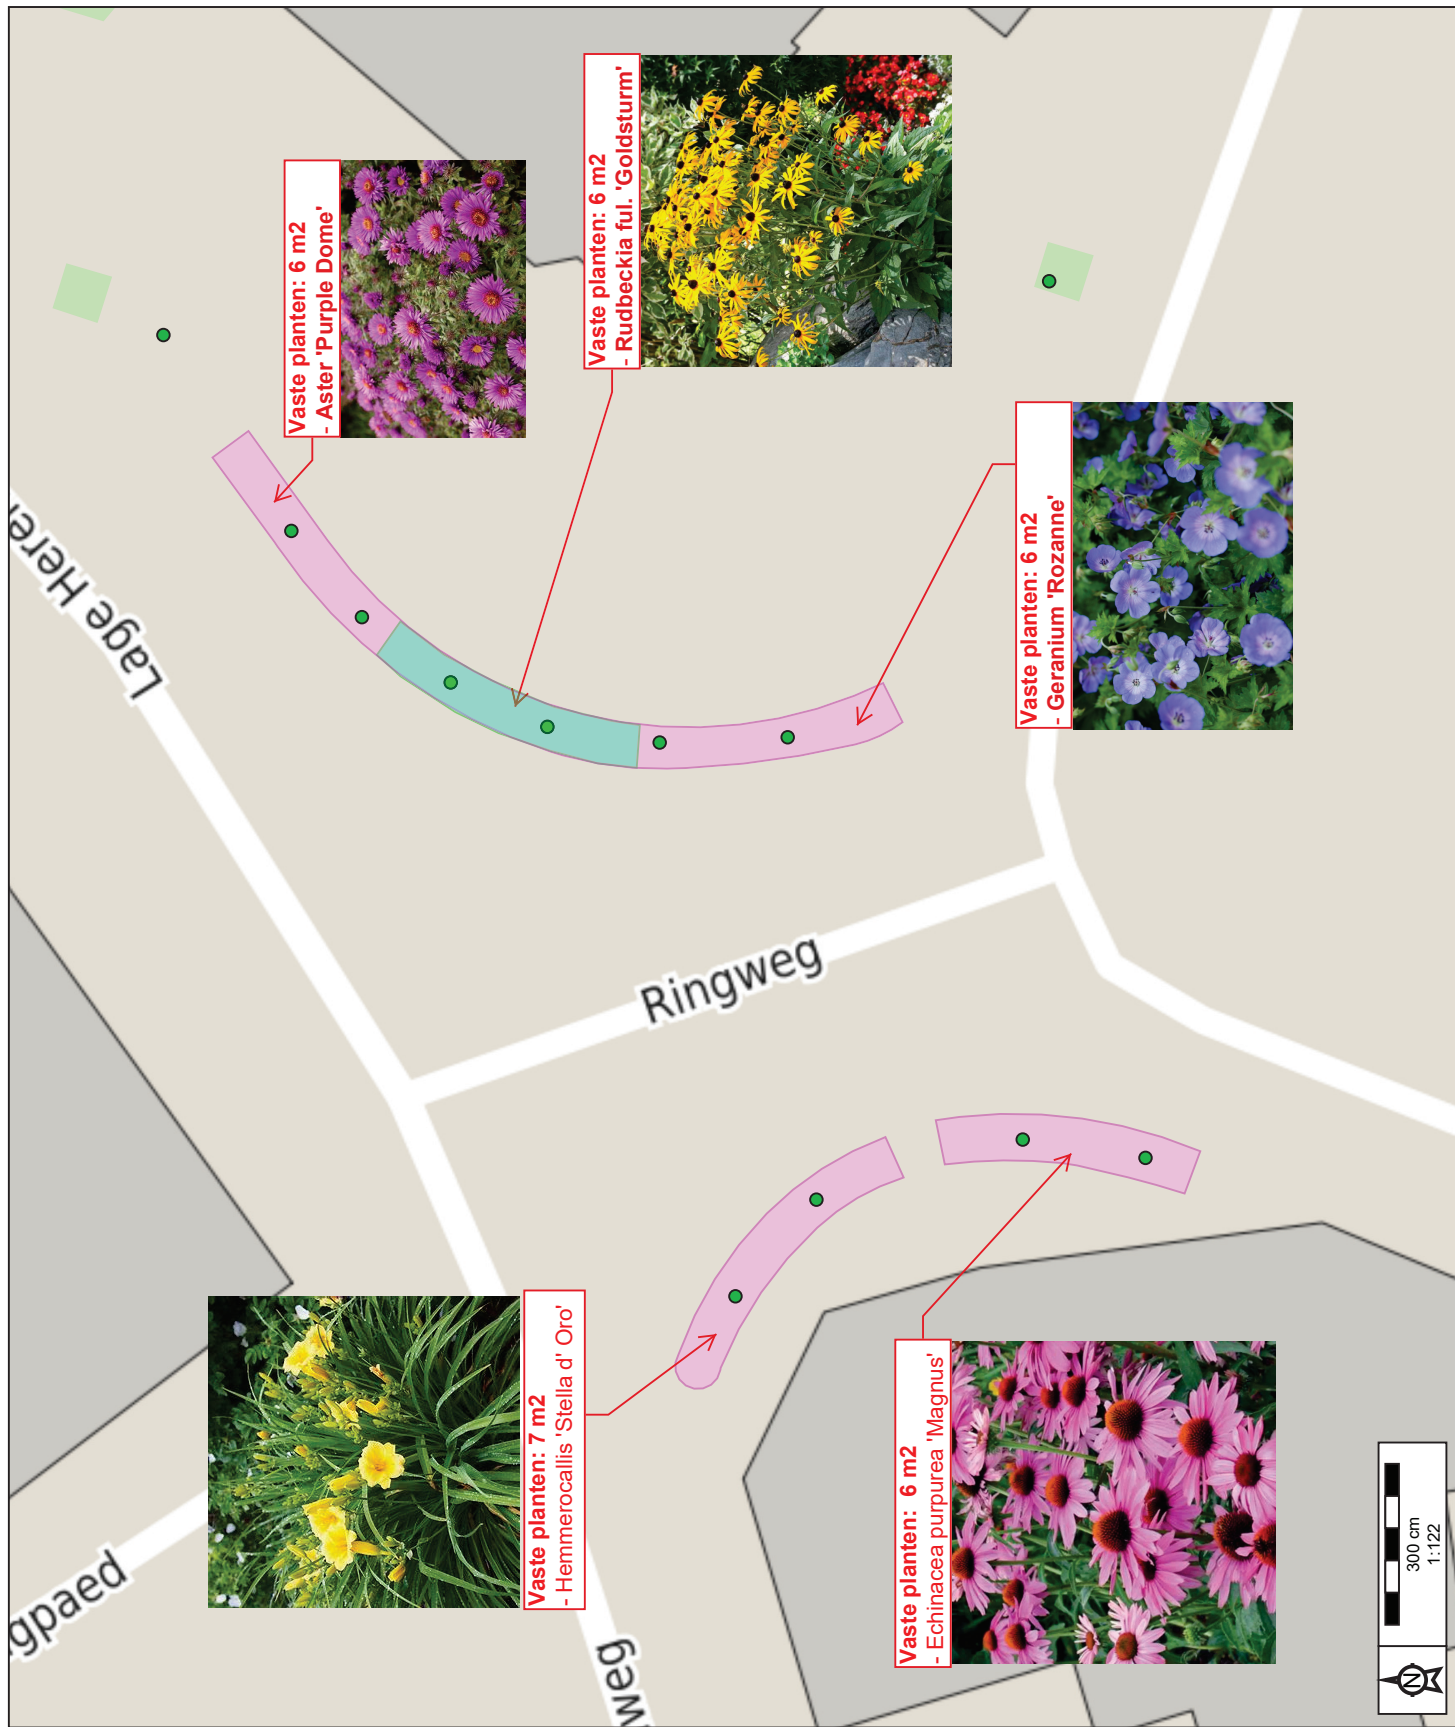 Vaste planten: 6 m2
- Aster 'Purple Dome'
Vaste planten: 6 m2
- Rudbeckia ful. 'Goldsturm'
Vaste planten: 6 m2
- Geranium 'Rozanne'
Lage
Ringweg
Vaste planten: 7 m2
- Hemmerocallis 'Stella d' Oro'
Vaste planten: 6 m2
- Echinacea purpurea 'Magnus'
gpaed
weg
300 cm
1:122
N